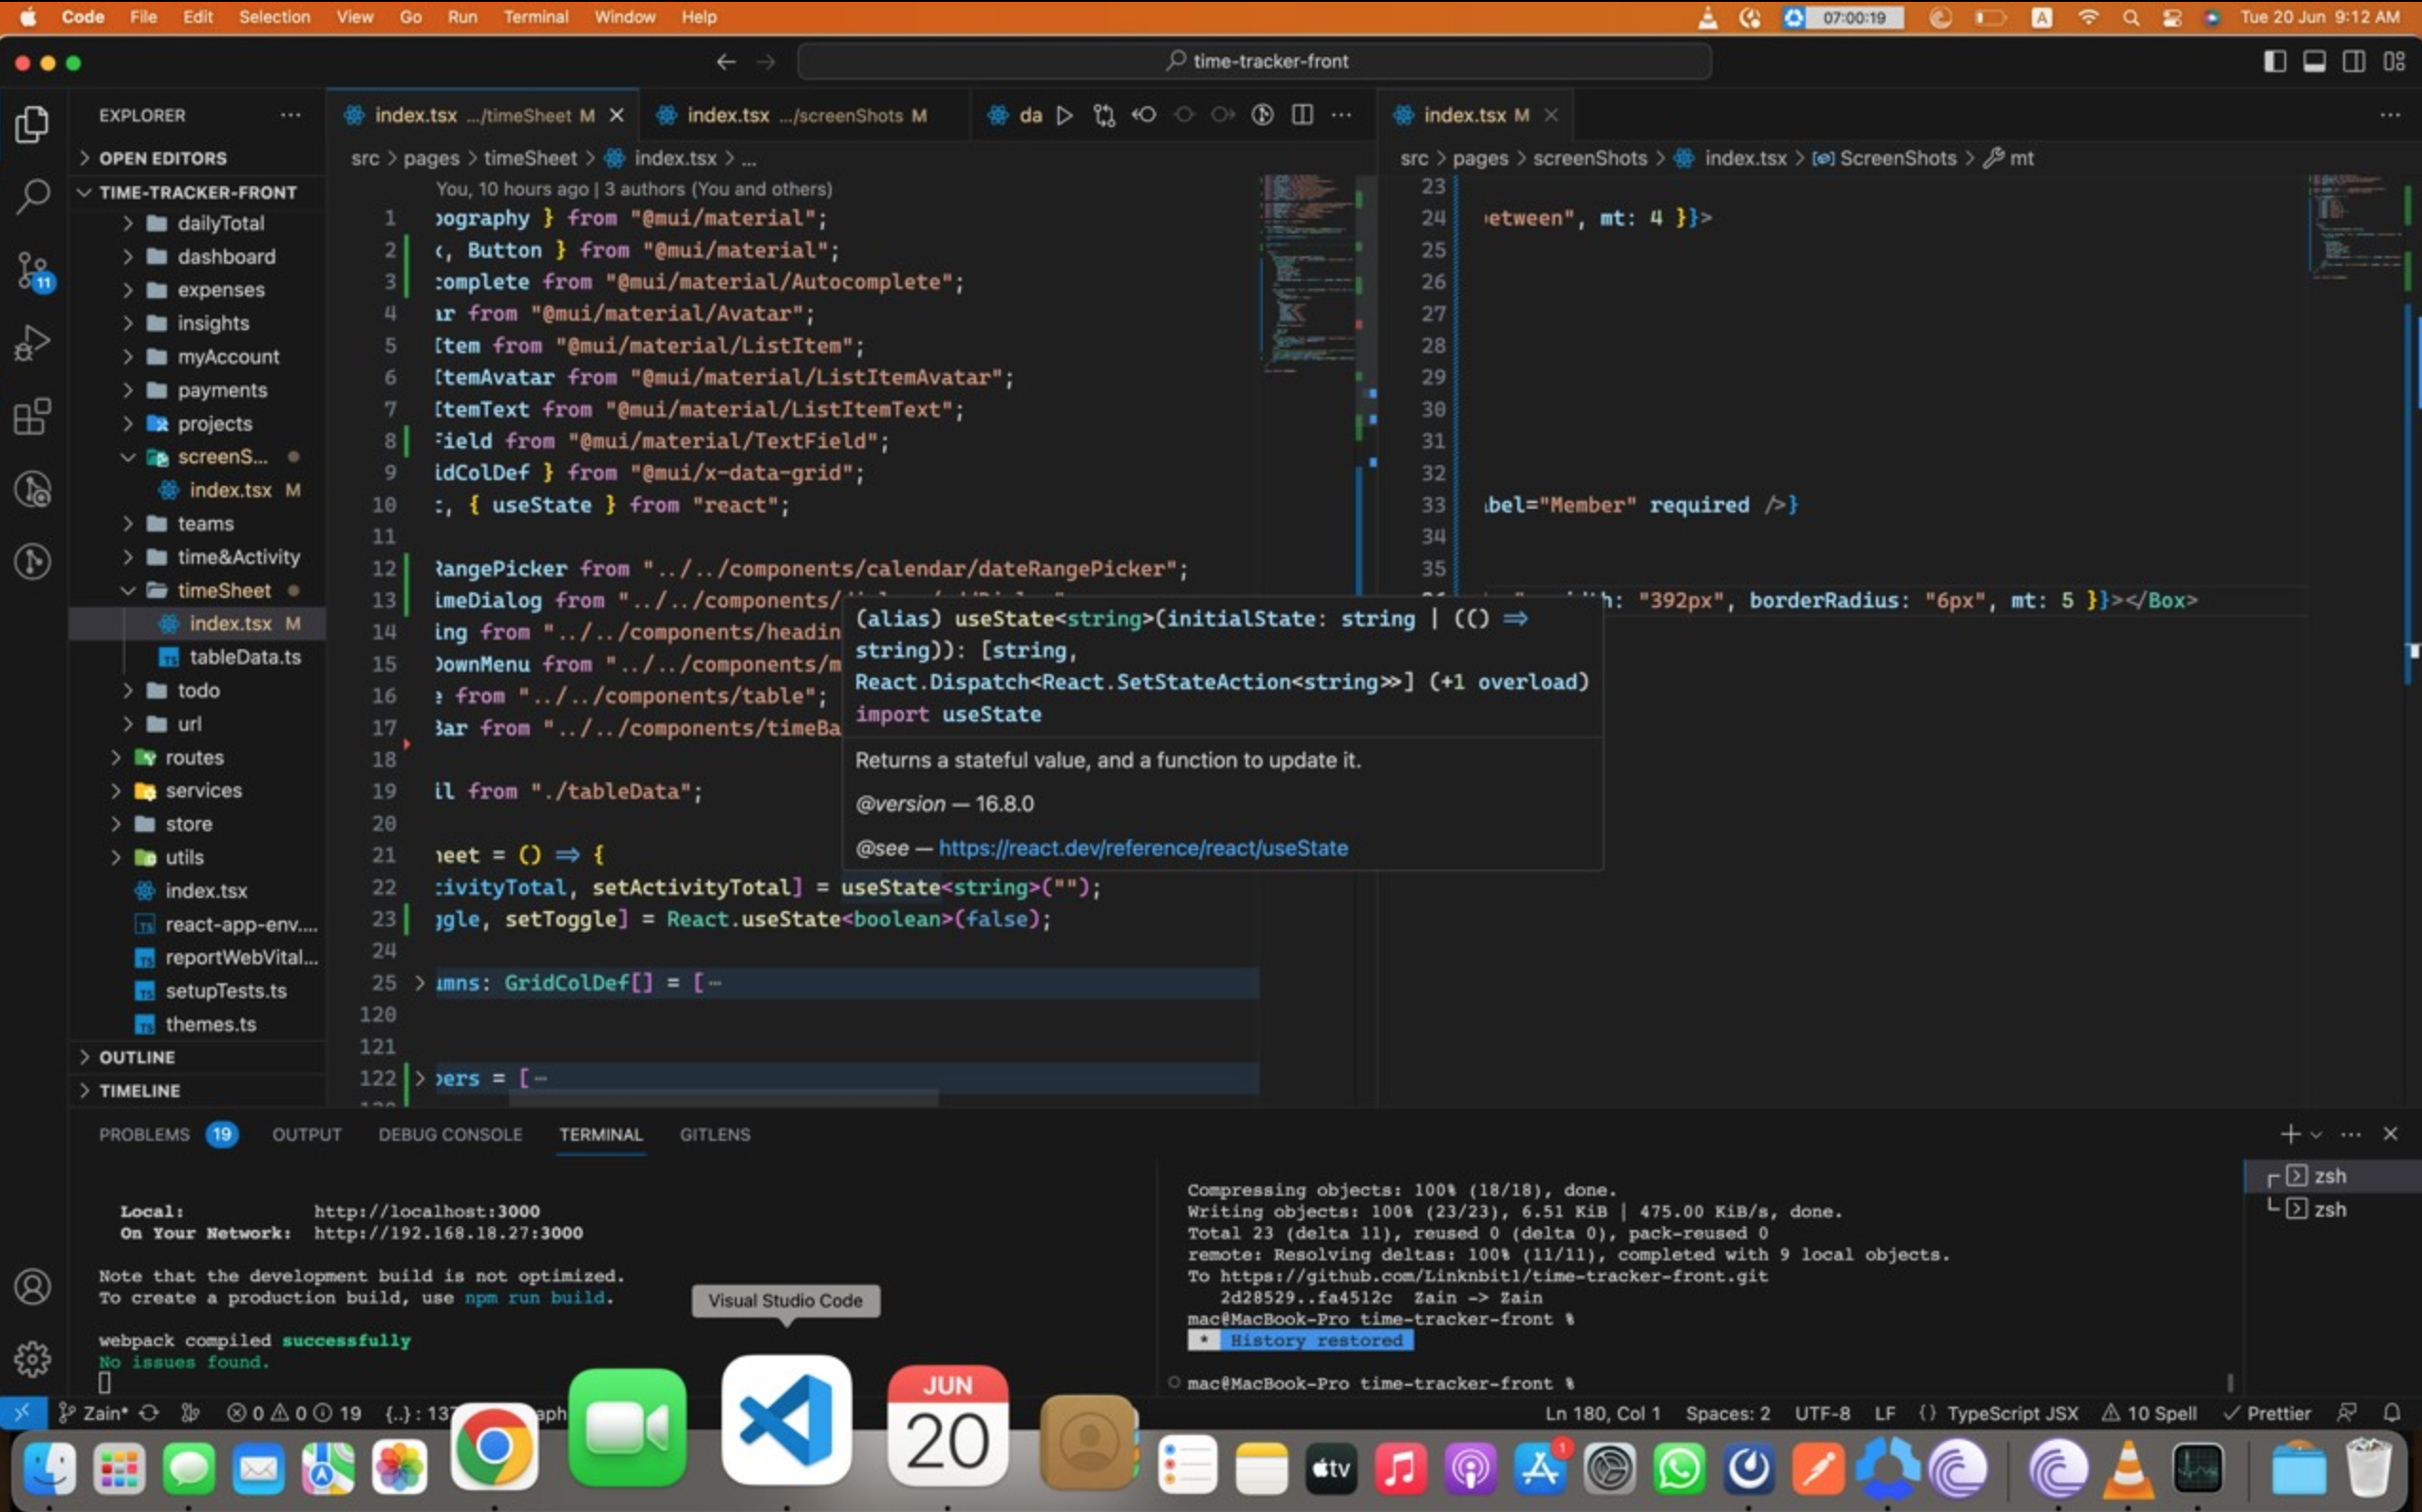 Code File Edit Selection View Go Run Terminal Window Help 07:00:19 A Tue 20 Jun 9:12 AM
time-tracker-front
EXPLORER
OPEN EDITORS
TIME-TRACKER-FRONT
dailyTotal
dashboard
expenses
insights
myAccount
payments
projects
screenS...
index.tsx M
teams
time&Activity
timeSheet
index.tsx M
tableData.ts
todo
url
routes
services
store
utils
index.tsx
react-app-env....
reportWebVital...
setupTests.ts
themes.ts
OUTLINE
TIMELINE
11
index.tsx .../timeSheet M
index.tsx .../screenShots M
da
src > pages > timeSheet > index.tsx > ...
You, 10 hours ago | 3 authors (You and others)
1 ography } from "@mui/material";
2 , Button } from "@mui/material";
3 complete from "@mui/material/Autocomplete";
4 ar from "@mui/material/Avatar";
5 Item from "@mui/material/ListItem";
6 ItemAvatar from "@mui/material/ListItemAvatar";
7 ItemText from "@mui/material/ListItemText";
8 Field from "@mui/material/TextField";
9 idColDef } from "@mui/x-data-grid";
10 , { useState } from "react";
11
12 RangePicker from "../../components/calendar/dateRangePicker";
13 imeDialog from "../../components/
14 ing from "../../components/headin
15 DownMenu from "../../components/m
16 e from "../../components/table";
17 Bar from "../../components/timeBa
18
19 il from "./tableData";
20
21 heet = () => {
22 tivityTotal, setActivityTotal] = useState<string>("");
23 ggle, setToggle] = React.useState<boolean>(false);
24
25 > umns: GridColDef[] = [ ...
120
121
122 > bers = [ ...
(alias) useState<string>(initialState: string | (() =>
string)): [string,
React.Dispatch<React.SetStateAction<string>>] (+1 overload)
import useState
Returns a stateful value, and a function to update it.
@version — 16.8.0
@see — https://react.dev/reference/react/useState
index.tsx M
src > pages > screenShots > index.tsx > ScreenShots > mt
23
24 etween", mt: 4 }}>
25
26
27
28
29
30
31
32
33 bel="Member" required />}
34
35
h: "392px", borderRadius: "6px", mt: 5 }}></Box>
PROBLEMS 19 OUTPUT DEBUG CONSOLE TERMINAL GITLENS
Local: http://localhost:3000
On Your Network: http://192.168.18.27:3000
Note that the development build is not optimized.
To create a production build, use npm run build.
webpack compiled successfully
No issues found.
Compressing objects: 100% (18/18), done.
Writing objects: 100% (23/23), 6.51 KiB | 475.00 KiB/s, done.
Total 23 (delta 11), reused 0 (delta 0), pack-reused 0
remote: Resolving deltas: 100% (11/11), completed with 9 local objects.
To https://github.com/Linknbit1/time-tracker-front.git
2d28529..fa4512c Zain -> Zain
mac@MacBook-Pro time-tracker-front %
* History restored
mac@MacBook-Pro time-tracker-front %
zsh
zsh
Visual Studio Code
Zain* 0 0 19 {..} : 13 aph Ln 180, Col 1 Spaces: 2 UTF-8 LF {} TypeScript JSX 10 Spell Prettier
JUN
20
tv
1